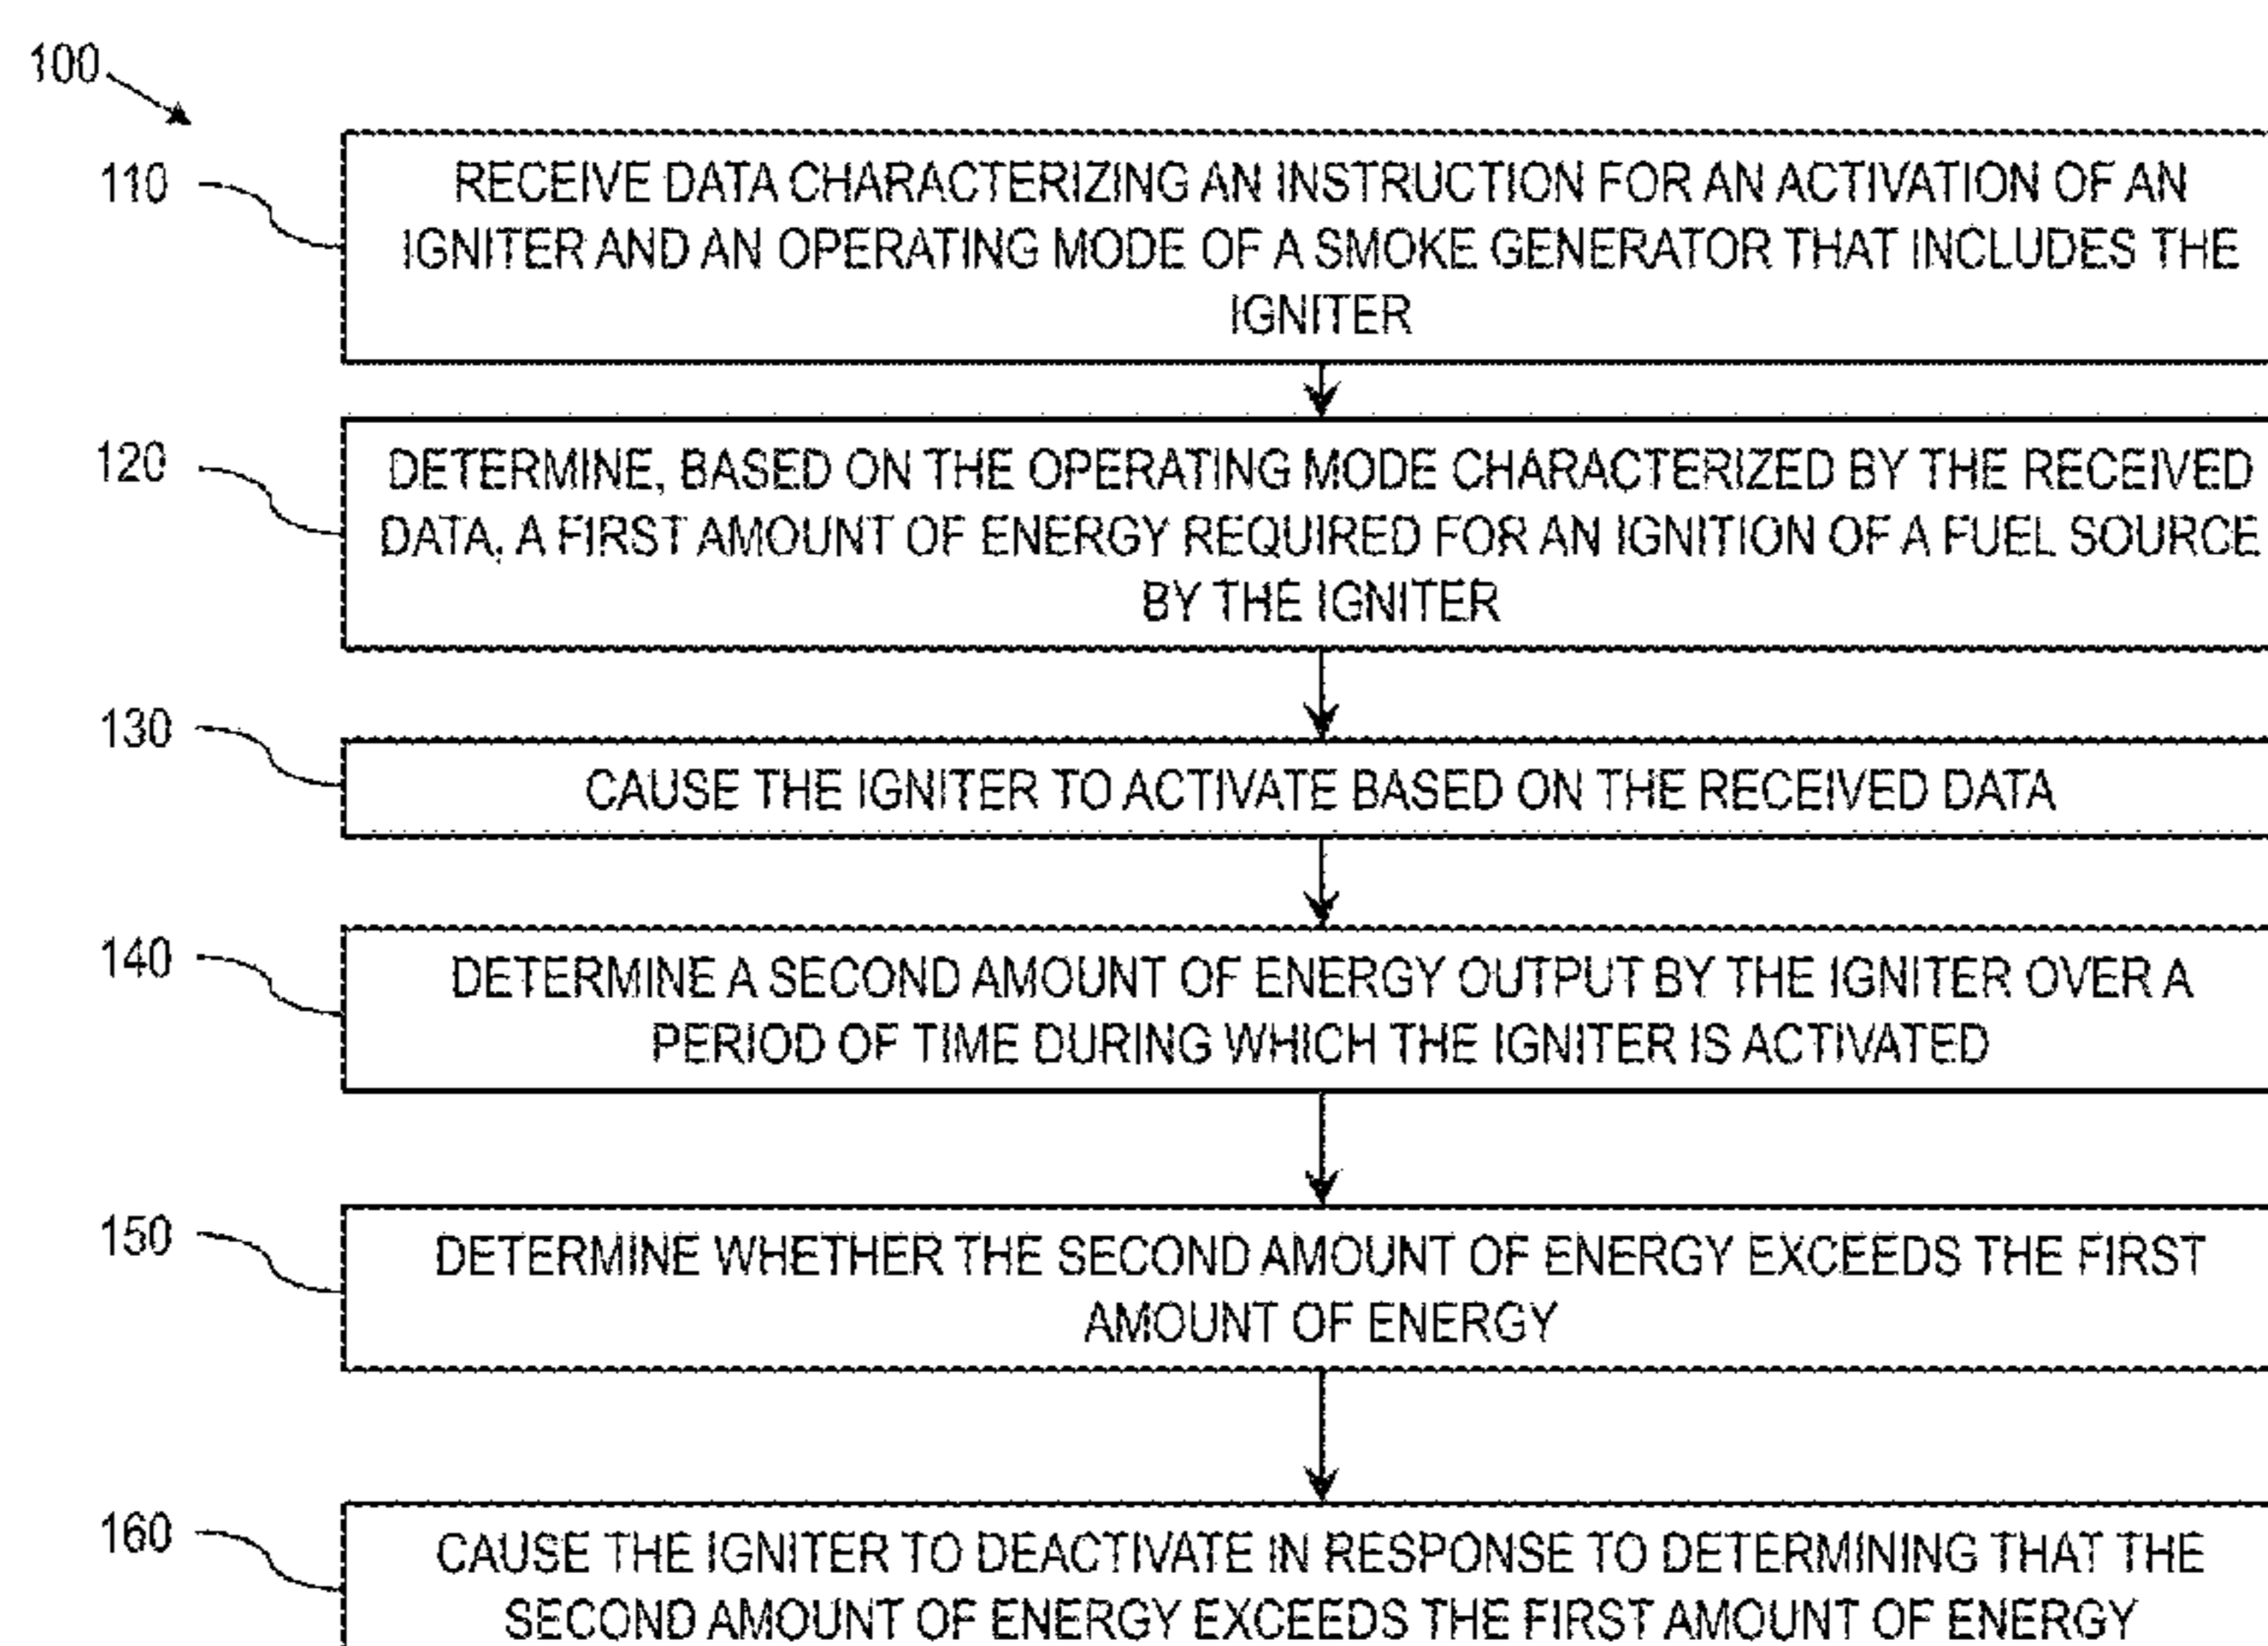 100
110
RECEIVE DATA CHARACTERIZING AN INSTRUCTION FOR AN ACTIVATION OF AN
IGNITER AND AN OPERATING MODE OF A SMOKE GENERATOR THAT INCLUDES THE
IGNITER
120
DETERMINE, BASED ON THE OPERATING MODE CHARACTERIZED BY THE RECEIVED
DATA, A FIRST AMOUNT OF ENERGY REQUIRED FOR AN IGNITION OF A FUEL SOURCE
BY THE IGNITER
130
CAUSE THE IGNITER TO ACTIVATE BASED ON THE RECEIVED DATA
140
DETERMINE A SECOND AMOUNT OF ENERGY OUTPUT BY THE IGNITER OVER A
PERIOD OF TIME DURING WHICH THE IGNITER IS ACTIVATED
150
DETERMINE WHETHER THE SECOND AMOUNT OF ENERGY EXCEEDS THE FIRST
AMOUNT OF ENERGY
160
CAUSE THE IGNITER TO DEACTIVATE IN RESPONSE TO DETERMINING THAT THE
SECOND AMOUNT OF ENERGY EXCEEDS THE FIRST AMOUNT OF ENERGY